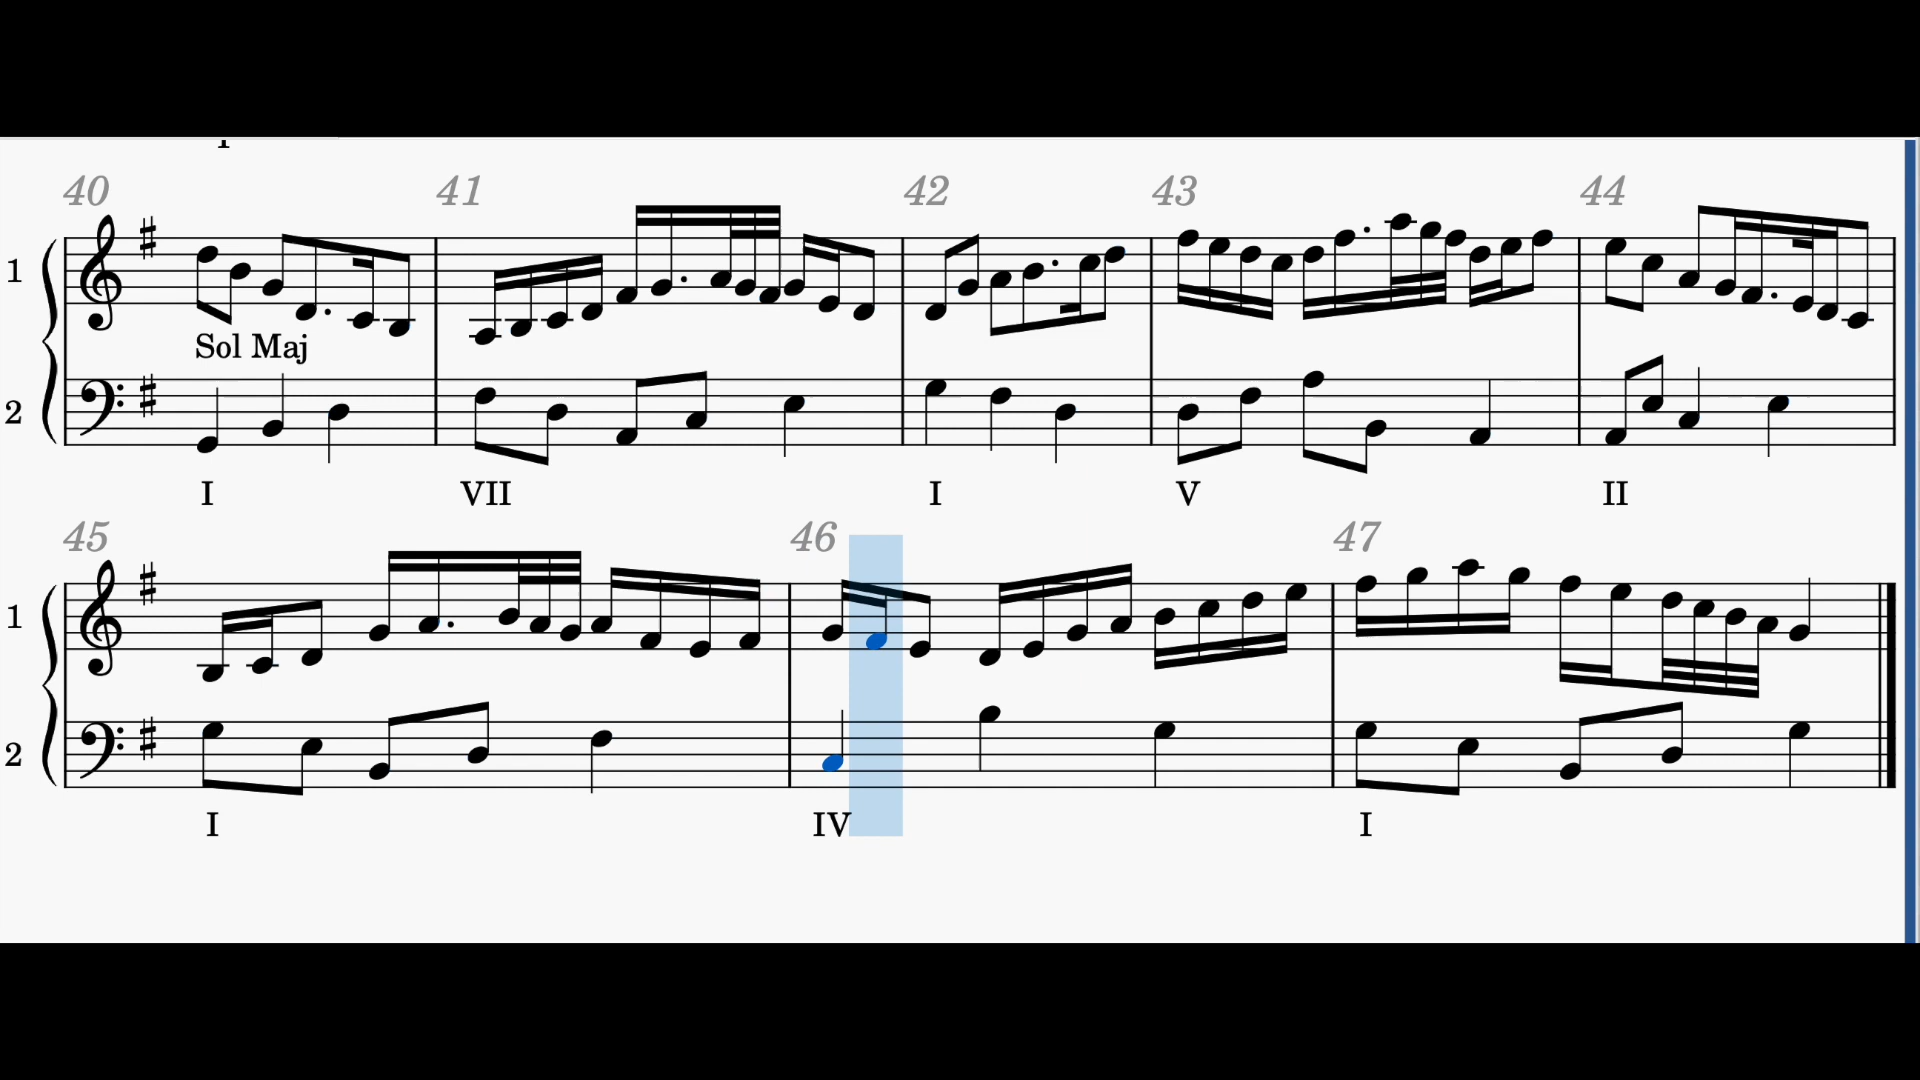 40 41 42 43 44
1
Sol Maj
2
I VII I V II
45 46 47
1
2
I IV I